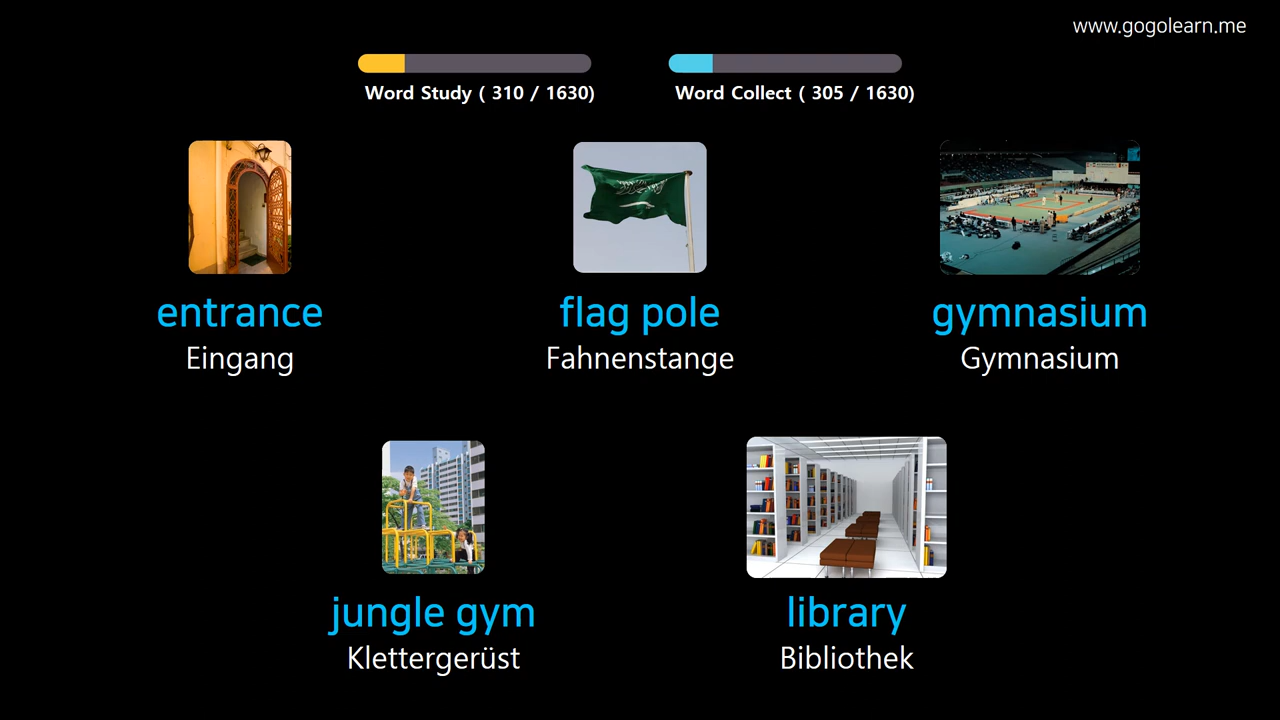 www.gogolearn.me
Word Study ( 310 / 1630)
Word Collect ( 305 / 1630)
entrance
Eingang
flag pole
Fahnenstange
gymnasium
Gymnasium
jungle gym
Klettergerüst
library
Bibliothek